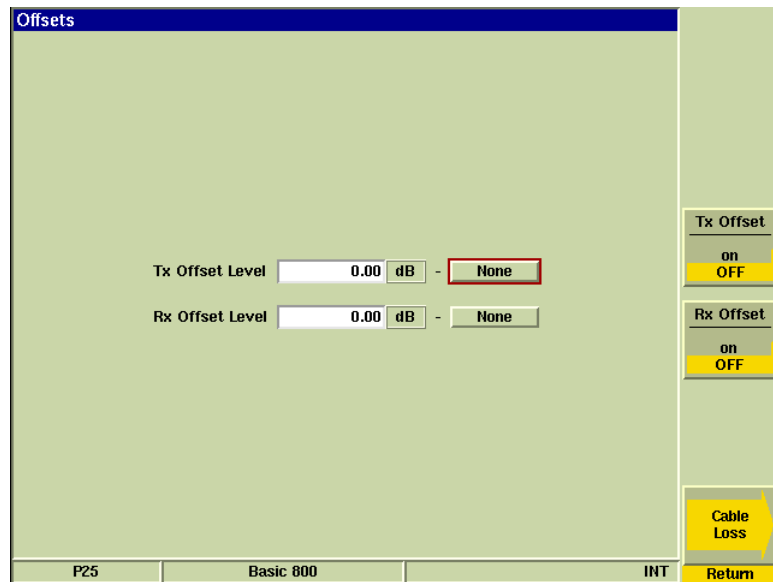 Offsets
Tx Offset
on
OFF
Tx Offset Level 0.00 dB - None
Rx Offset Level 0.00 dB - None
Rx Offset
on
OFF
Cable
Loss
P25 Basic 800 INT
Return